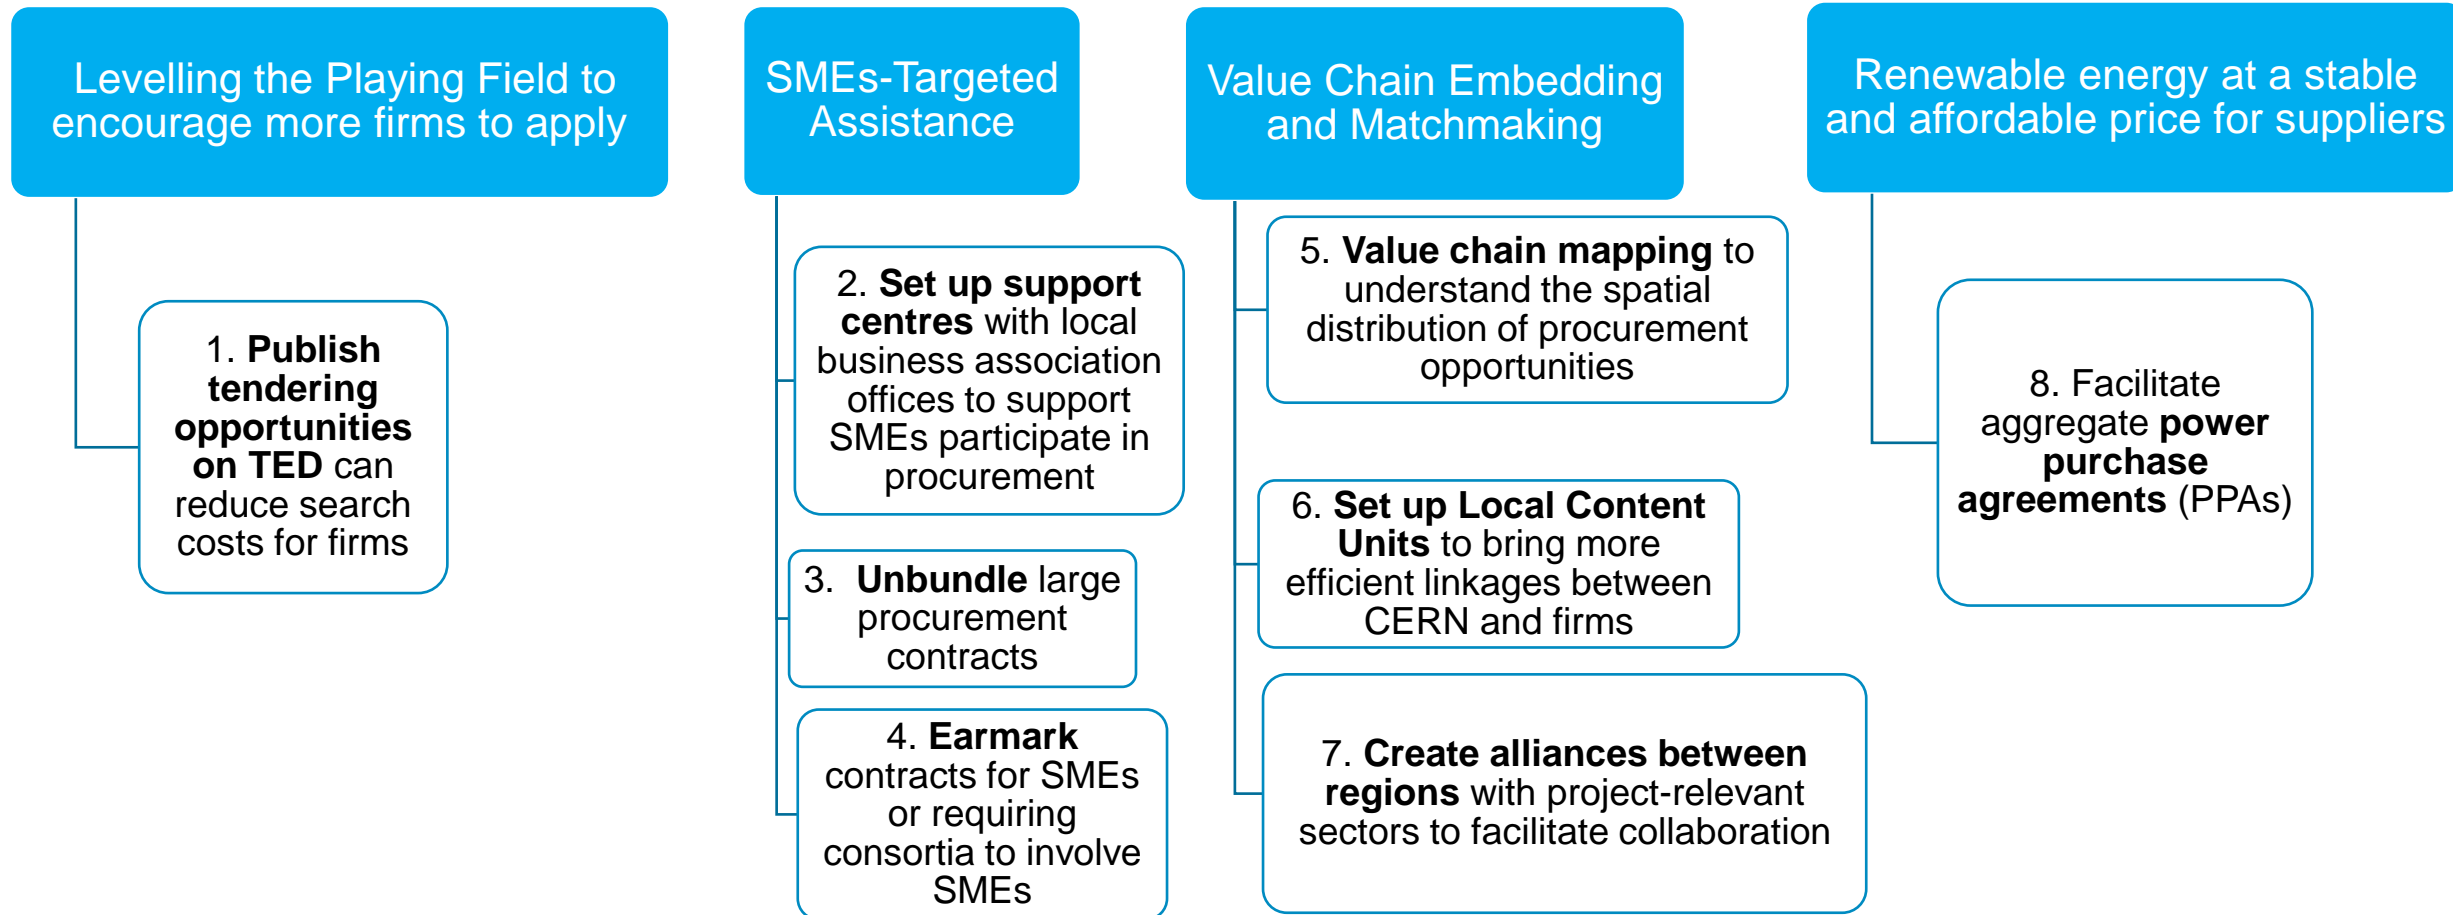 Levelling the Playing Field to
encourage more firms to apply
1. Publish
tendering
opportunities
on TED can
reduce search
costs for firms
SMEs-Targeted
Assistance
2. Set up support
centres with local
business association
offices to support
SMEs participate in
procurement
3. Unbundle large
procurement
contracts
4. Earmark
contracts for SMEs
or requiring
consortia to involve
SMEs
Value Chain Embedding
and Matchmaking
5. Value chain mapping to
understand the spatial
distribution of procurement
opportunities
6. Set up Local Content
Units to bring more
efficient linkages between
CERN and firms
7. Create alliances between
regions with project-relevant
sectors to facilitate collaboration
Renewable energy at a stable
and affordable price for suppliers
8. Facilitate
aggregate power
purchase
agreements (PPAs)